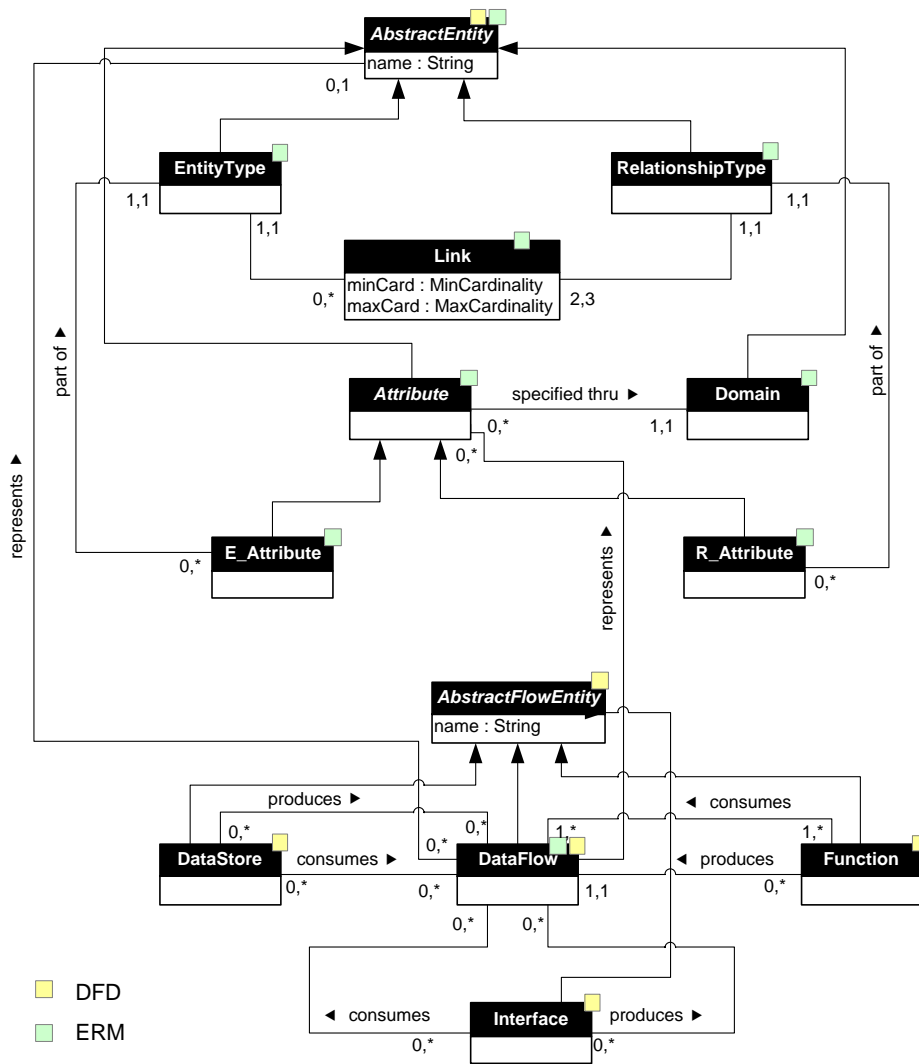 AbstractEntity
name : String
0,1
EntityType
RelationshipType
1,1
1,1
1,1
1,1
Link
minCard : MinCardinality
maxCard : MaxCardinality
0,*
2,3
part of ▲
part of ▲
Attribute
specified thru ►
Domain
0,*
1,1
0,*
represents ▲
represents ▲
E_Attribute
R_Attribute
0,*
0,*
AbstractFlowEntity
name : String
produces ►
◄ consumes
0,*
0,*
1,*
1,*
0,*
DataStore
consumes ►
DataFlow
◄ produces
Function
0,*
0,*
1,1
0,*
0,*
0,*
DFD
◄ consumes
Interface
produces ►
ERM
0,*
0,*